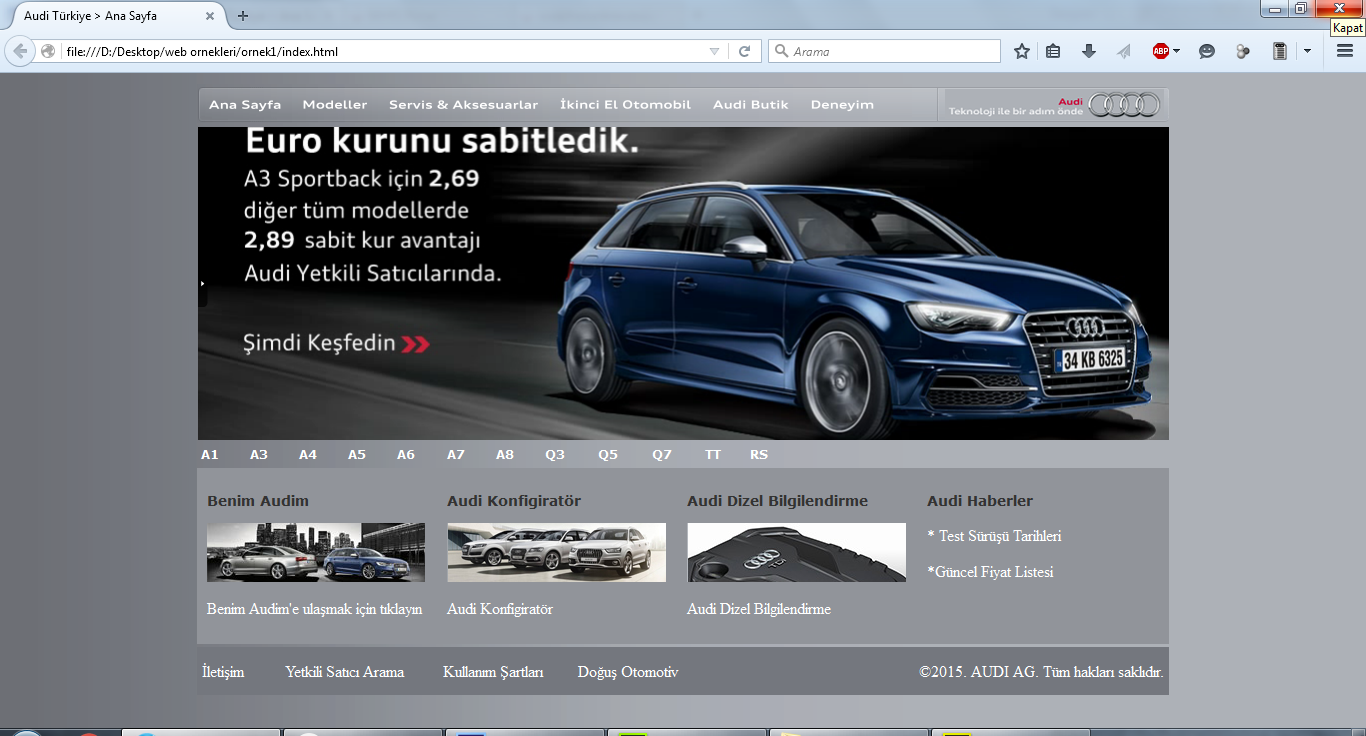 Audi Türkiye > Ana Sayfa
Kapat
file:///D:/Desktop/web ornekleri/ornek1/index.html
Arama
ABP
Ana Sayfa Modeller Servis & Aksesuarlar İkinci El Otomobil Audi Butik Deneyim
Audi
Teknoloji ile bir adım önde
Euro kurunu sabitledik.
A3 Sportback için 2,69
diğer tüm modellerde
2,89 sabit kur avantajı
Audi Yetkili Satıcılarında.
Şimdi Keşfedin
34 KB 6325
A1 A3 A4 A5 A6 A7 A8 Q3 Q5 Q7 TT RS
Benim Audim Audi Konfigiratör Audi Dizel Bilgilendirme Audi Haberler
TDI
* Test Sürüşü Tarihleri
*Güncel Fiyat Listesi
Benim Audim'e ulaşmak için tıklayın Audi Konfigiratör Audi Dizel Bilgilendirme
İletişim Yetkili Satıcı Arama Kullanım Şartları Doğuş Otomotiv ©2015. AUDI AG. Tüm hakları saklıdır.